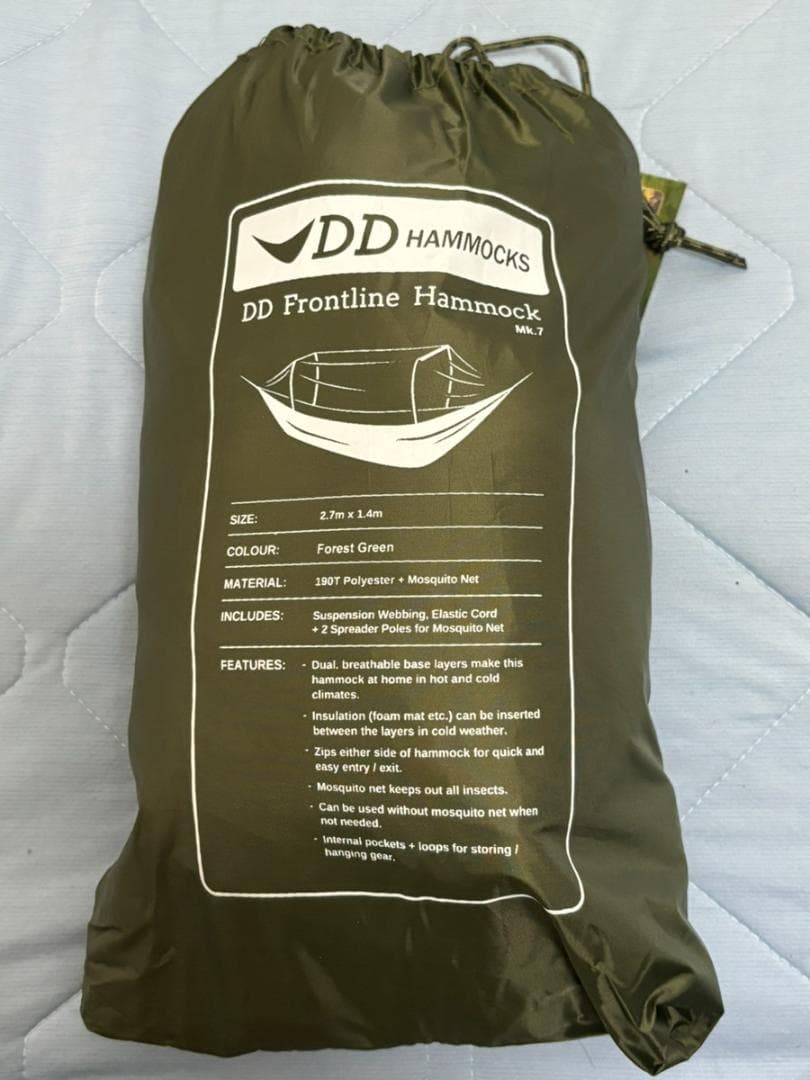 DD HAMMOCKS
DD Frontline Hammock
Mk.7
SIZE: 2.7m x 1.4m
COLOUR: Forest Green
MATERIAL: 190T Polyester + Mosquito Net
INCLUDES: Suspension Webbing, Elastic Cord
+ 2 Spreader Poles for Mosquito Net
FEATURES: - Dual, breathable base layers make this
hammock at home in hot and cold
climates.
- Insulation (foam mat etc.) can be inserted
between the layers in cold weather.
- Zips either side of hammock for quick and
easy entry / exit.
- Mosquito net keeps out all insects.
- Can be used without mosquito net when
not needed.
- Internal pockets + loops for storing /
hanging gear.